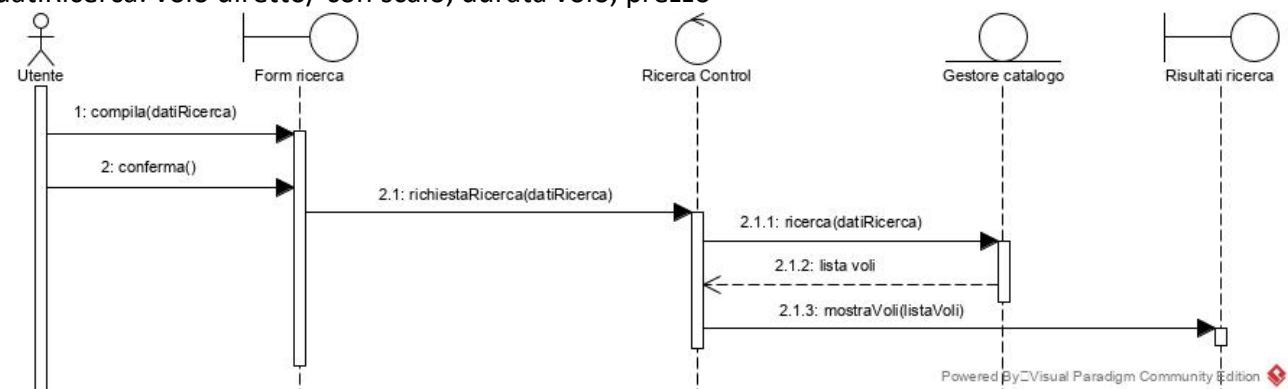 datiRicerca: volo diretto/ con scalo, durata volo, prezzo
Utente
Form ricerca
Ricerca Control
Gestore catalogo
Risultati ricerca
1: compila(datiRicerca)
2: conferma()
2.1: richiestaRicerca(datiRicerca)
2.1.1: ricerca(datiRicerca)
2.1.2: lista voli
2.1.3: mostraVoli(listaVoli)
Powered By Visual Paradigm Community Edition